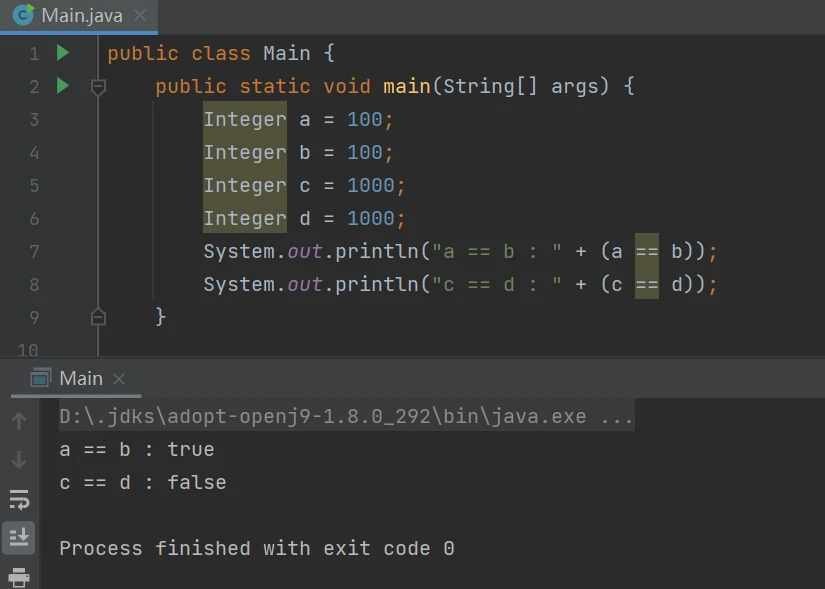 Main.java
1 public class Main {
2 public static void main(String[] args) {
3 Integer a = 100;
4 Integer b = 100;
5 Integer c = 1000;
6 Integer d = 1000;
7 System.out.println("a == b : " + (a == b));
8 System.out.println("c == d : " + (c == d));
9 }
10
Main
D:\.jdks\adopt-openj9-1.8.0_292\bin\java.exe ...
a == b : true
c == d : false
Process finished with exit code 0